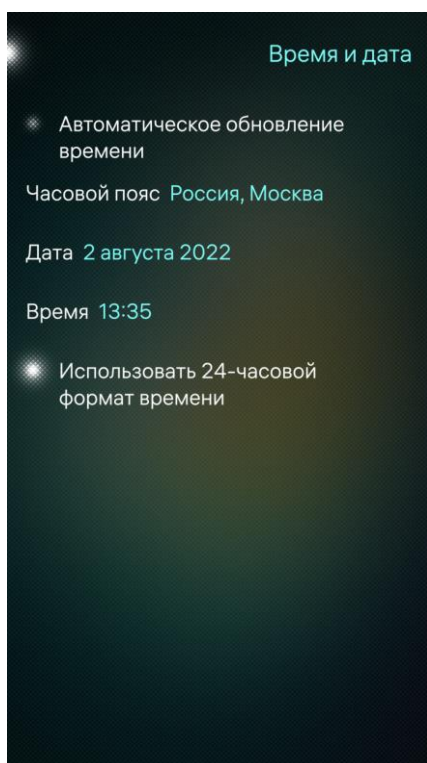 Время и дата
Автоматическое обновление
времени
Часовой пояс Россия, Москва
Дата 2 августа 2022
Время 13:35
Использовать 24-часовой
формат времени